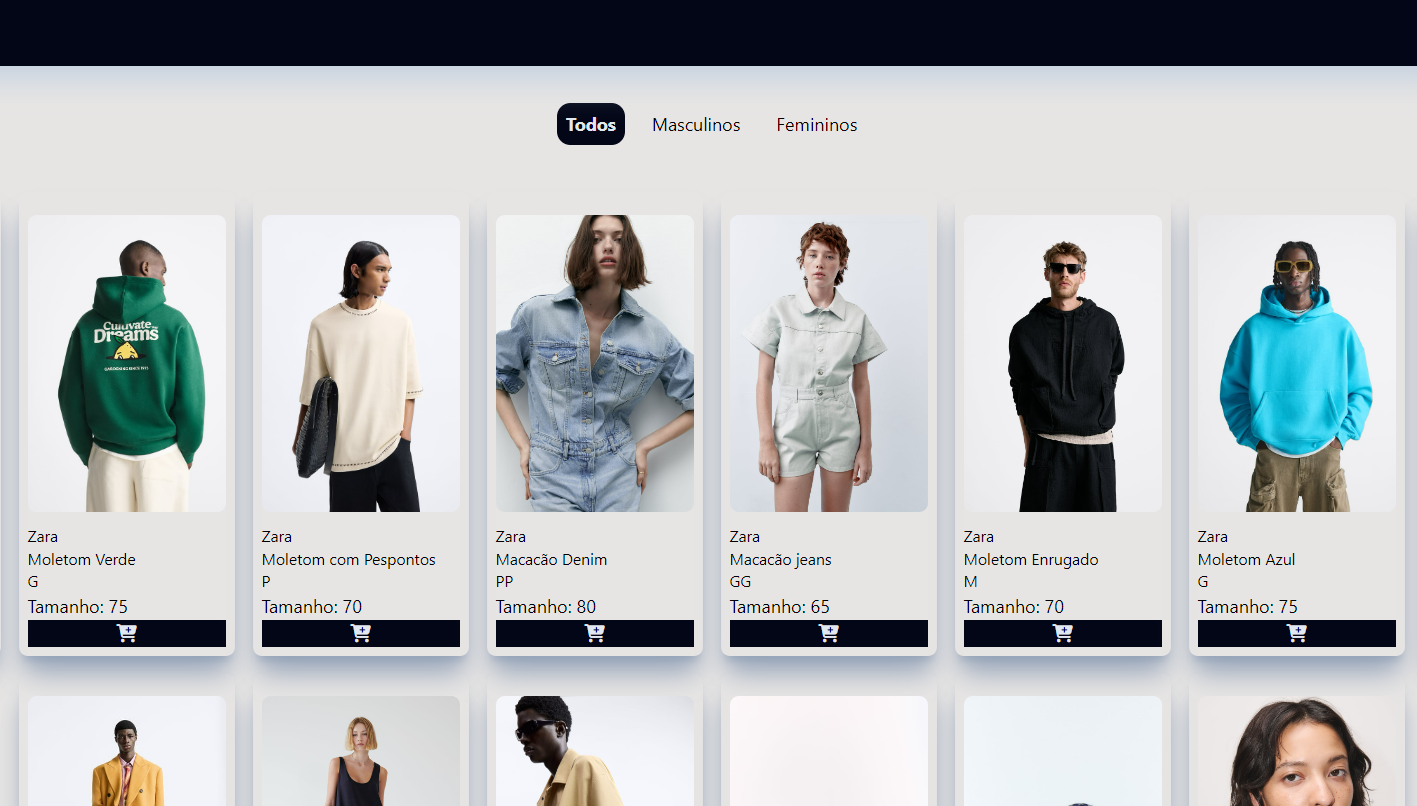 Todos Masculinos Femininos
Cultivate
Dreams
Zara
Moletom Verde
G
Tamanho: 75
Zara
Moletom com Pespontos
P
Tamanho: 70
Zara
Macacão Denim
PP
Tamanho: 80
Zara
Macacão jeans
GG
Tamanho: 65
Zara
Moletom Enrugado
M
Tamanho: 70
Zara
Moletom Azul
G
Tamanho: 75